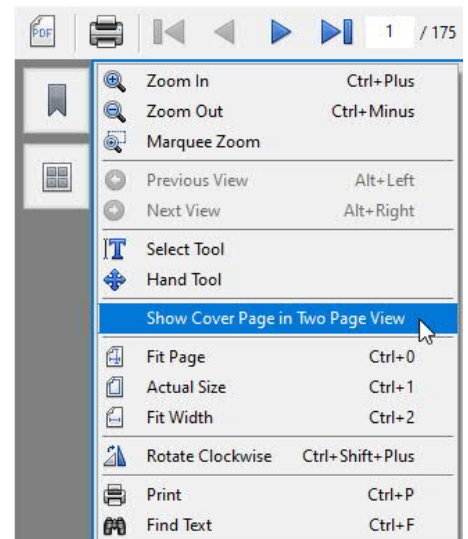 PDF
1 / 175
Zoom In Ctrl+Plus
Zoom Out Ctrl+Minus
Marquee Zoom
Previous View Alt+Left
Next View Alt+Right
Select Tool
Hand Tool
Show Cover Page in Two Page View
Fit Page Ctrl+0
Actual Size Ctrl+1
Fit Width Ctrl+2
Rotate Clockwise Ctrl+Shift+Plus
Print Ctrl+P
Find Text Ctrl+F